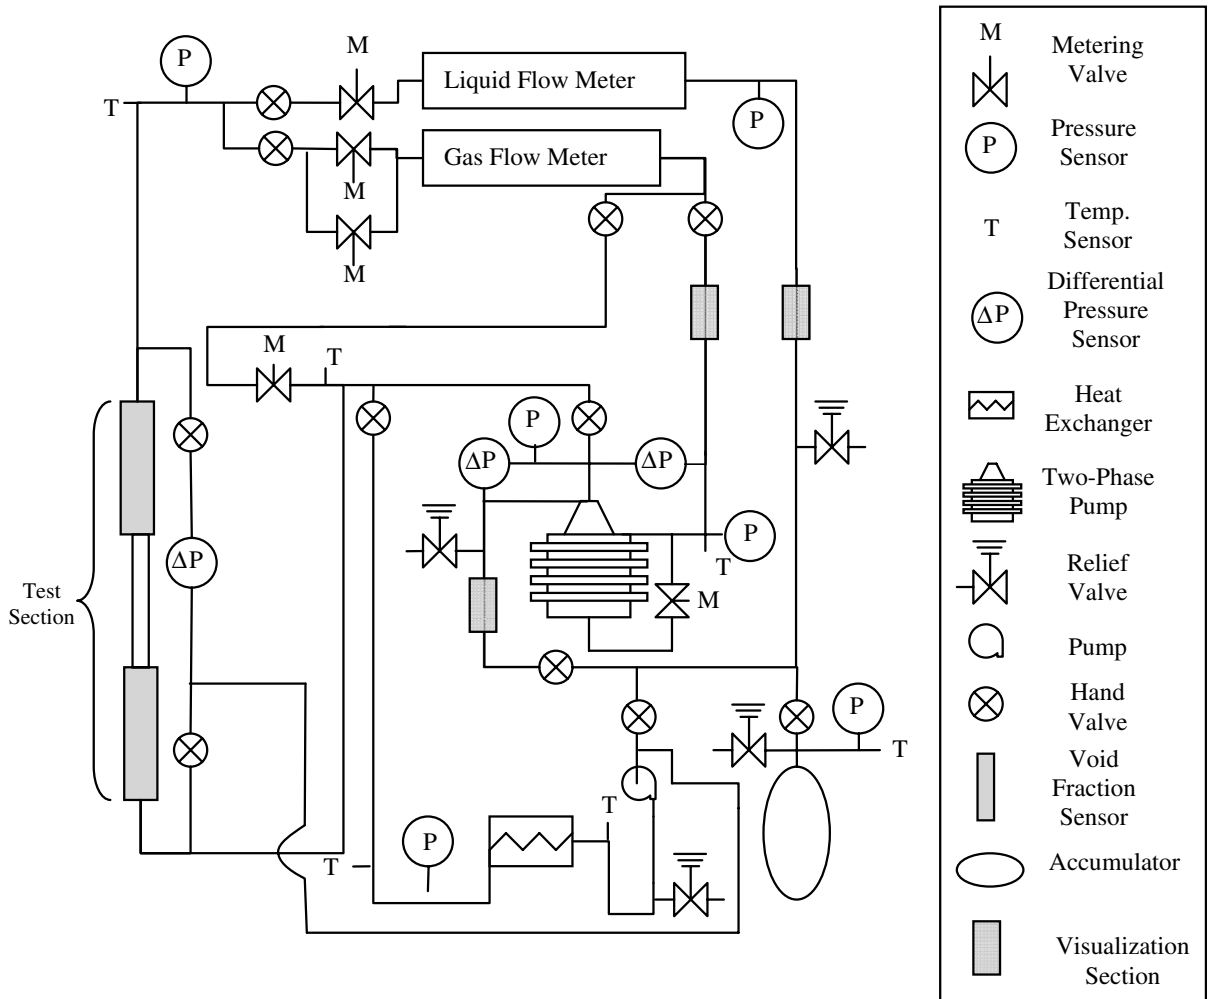 M
P
Liquid Flow Meter
T
P
Gas Flow Meter
M
M
M
T
P
ΔP
ΔP
ΔP
P
T
M
Test
Section
P
T
T
P
T
M
Metering
Valve
P
Pressure
Sensor
T
Temp.
Sensor
ΔP
Differential
Pressure
Sensor
Heat
Exchanger
Two-Phase
Pump
Relief
Valve
Pump
Hand
Valve
Void
Fraction
Sensor
Accumulator
Visualization
Section